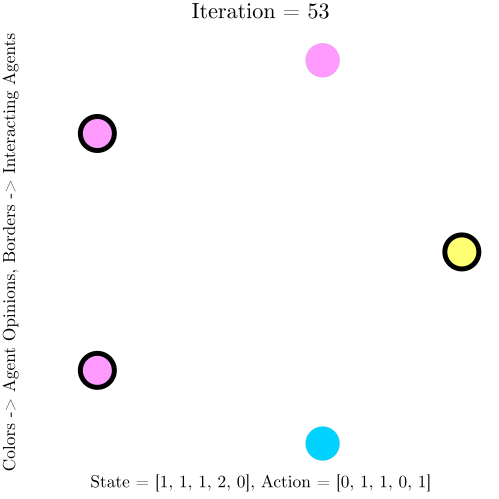 Iteration = 53
Colors -> Agent Opinions, Borders -> Interacting Agents
State = [1, 1, 1, 2, 0], Action = [0, 1, 1, 0, 1]